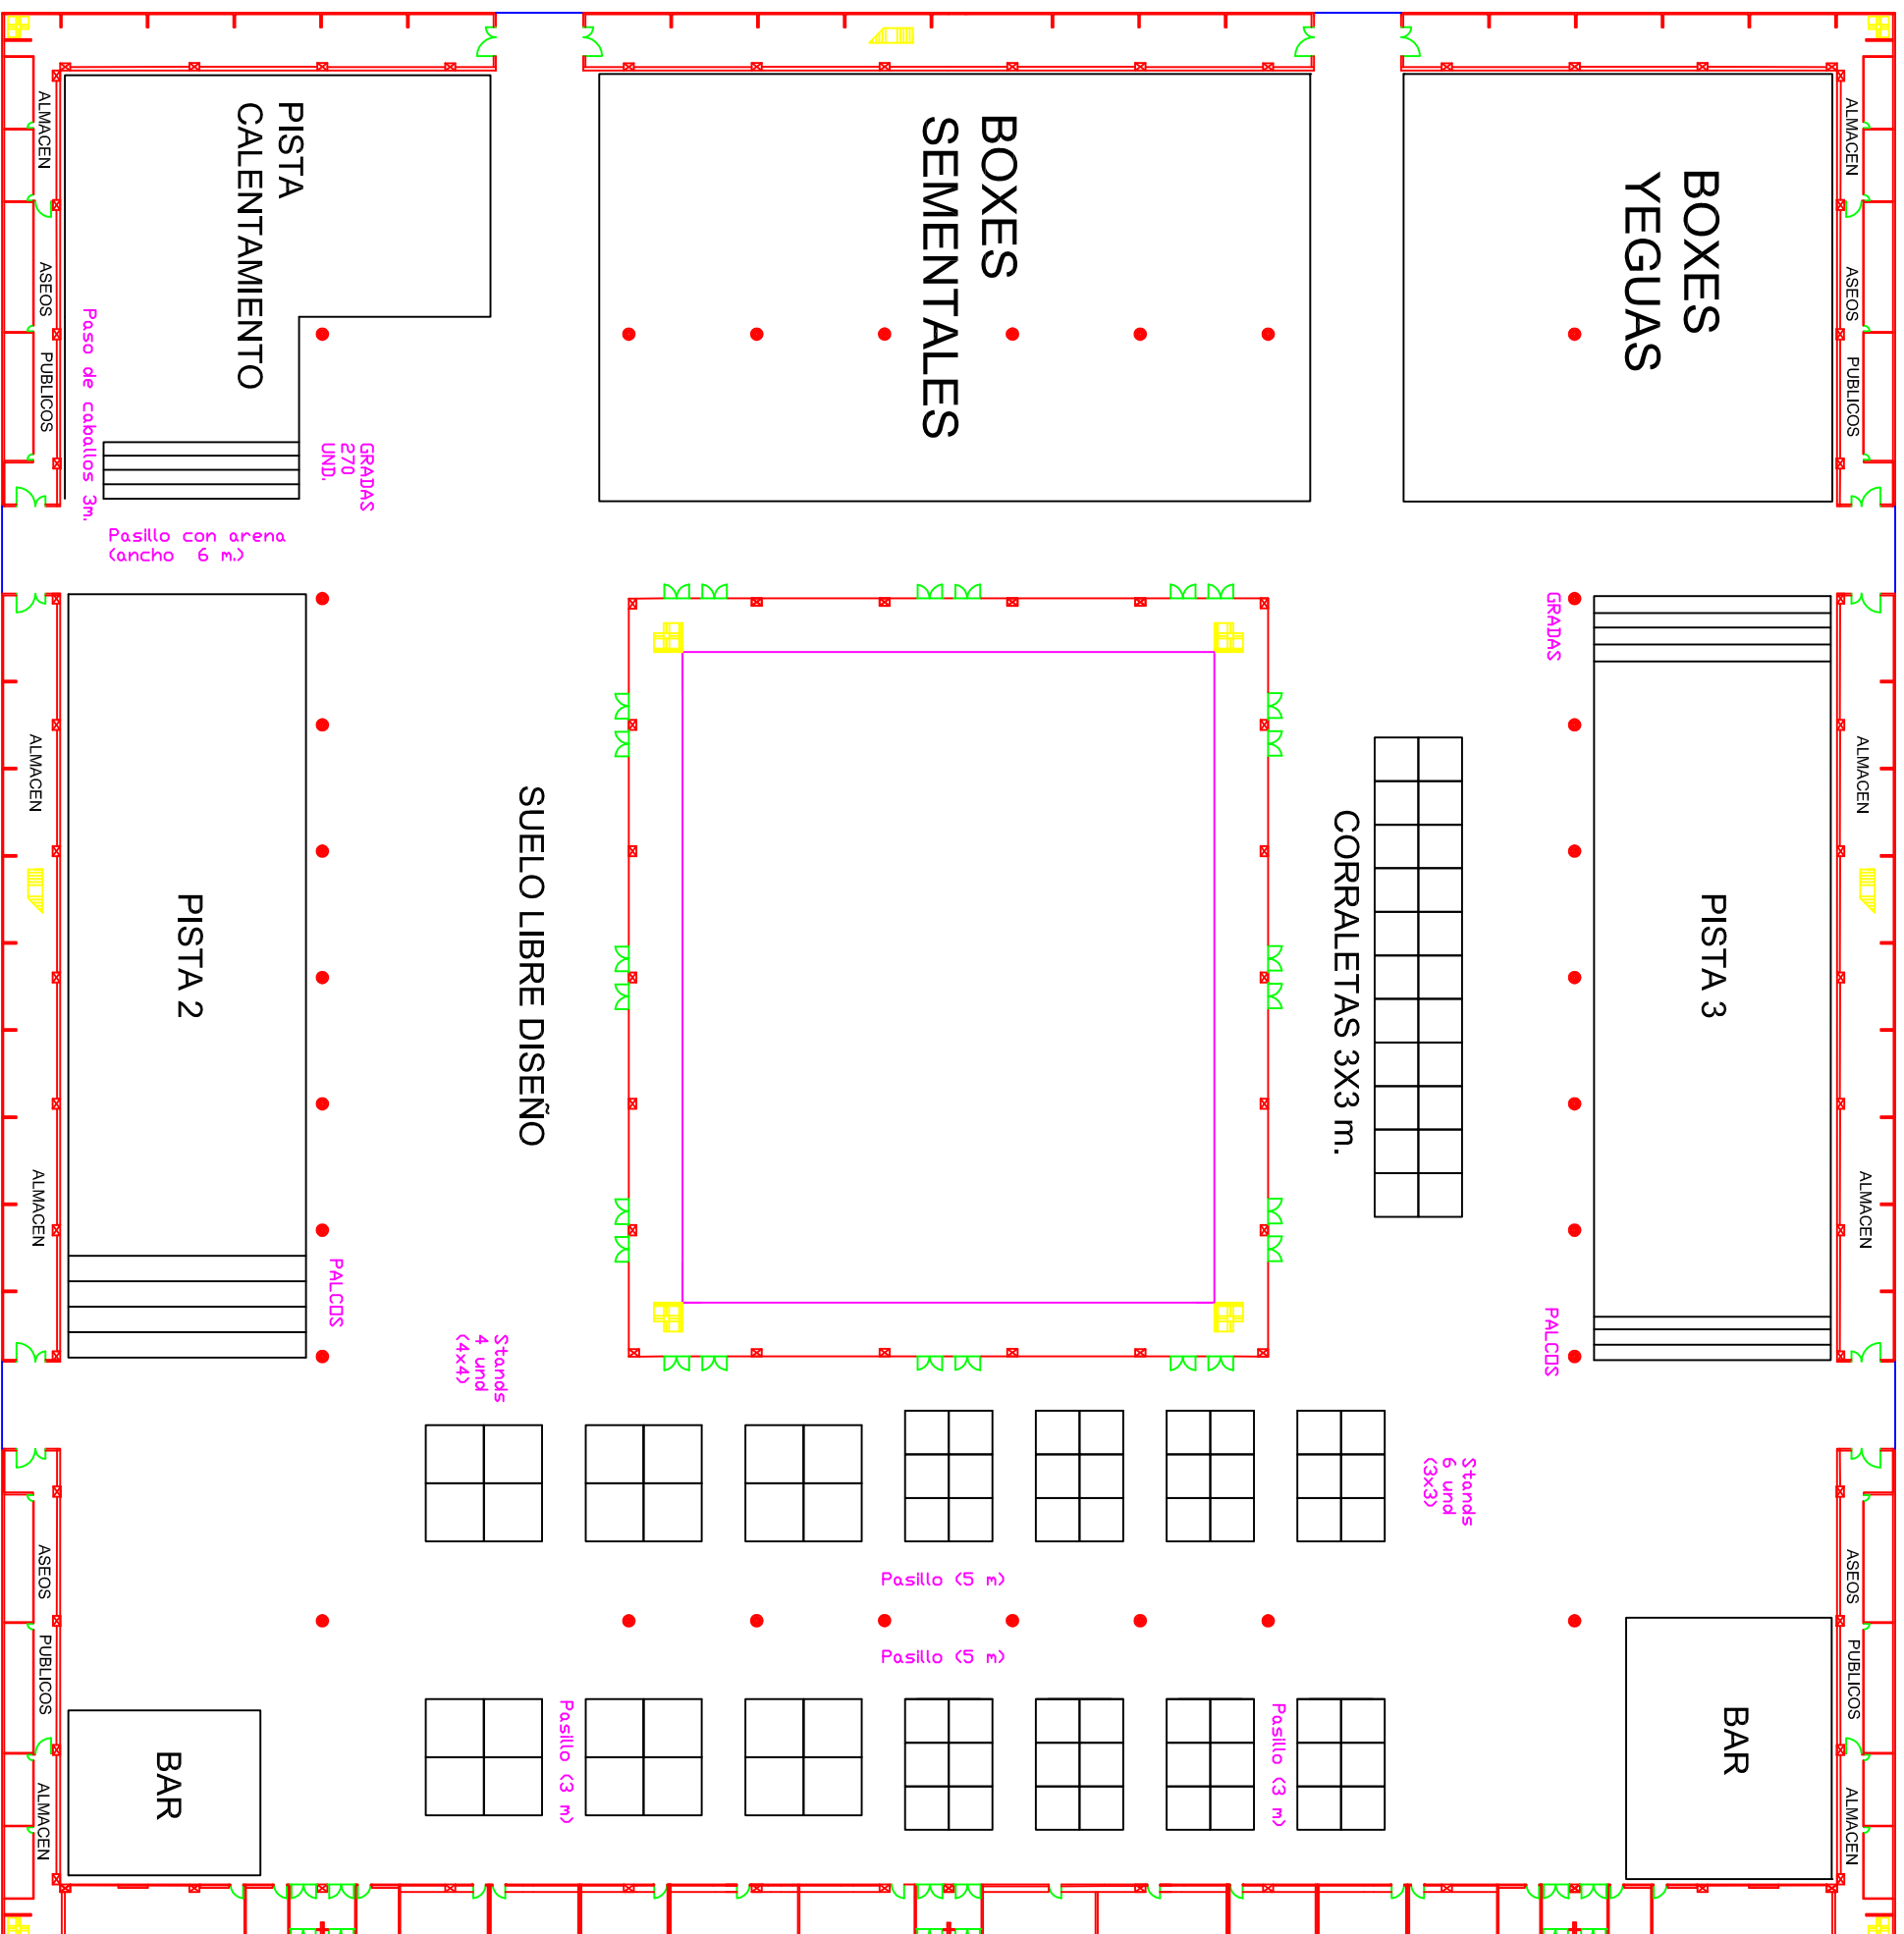 ALMACEN
PISTA
CALENTAMIENTO
BOXES
SEMENTALES
BOXES
YEGUAS
ALMACEN
ASEOS
PUBLICOS
Paso de caballos 3m.
GRADAS
270
UND.
ASEOS
PUBLICOS
Pasillo con arena
(ancho 6 m.)
GRADAS
ALMACEN
ALMACEN
PISTA 2
SUELO LIBRE DISEÑO
CORRALETAS 3X3 m.
PISTA 3
ALMACEN
ALMACEN
PALCOS
PALCOS
Stands
4 und
(4x4)
Stands
6 und
(3x3)
Pasillo (5 m)
ASEOS
PUBLICOS
ASEOS
PUBLICOS
Pasillo (5 m)
Pasillo (3 m)
Pasillo (3 m)
BAR
BAR
ALMACEN
ALMACEN